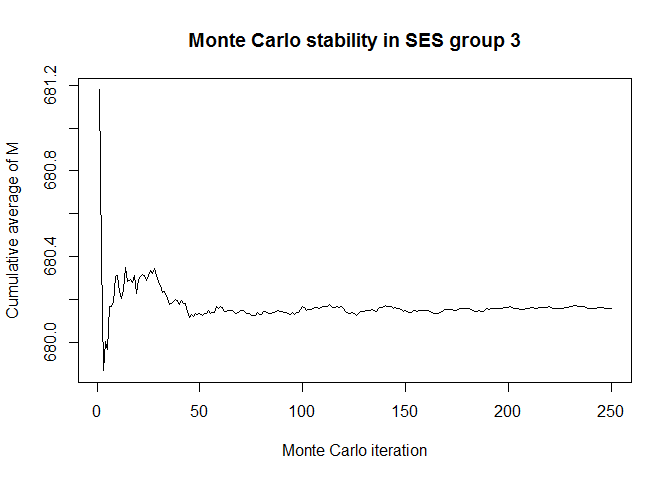 Monte Carlo stability in SES group 3
Cumulative average of M
681.2
680.8
680.4
680.0
0 50 100 150 200 250
Monte Carlo iteration